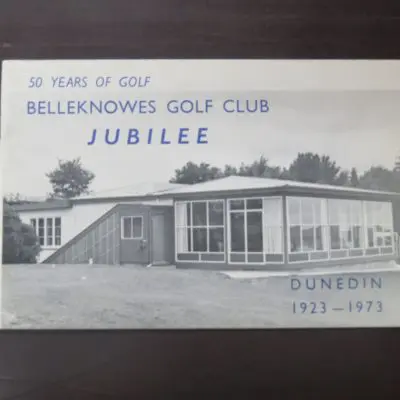 50 YEARS OF GOLF
BELLEKNOWES GOLF CLUB
JUBILEE
DUNEDIN
1923 — 1973